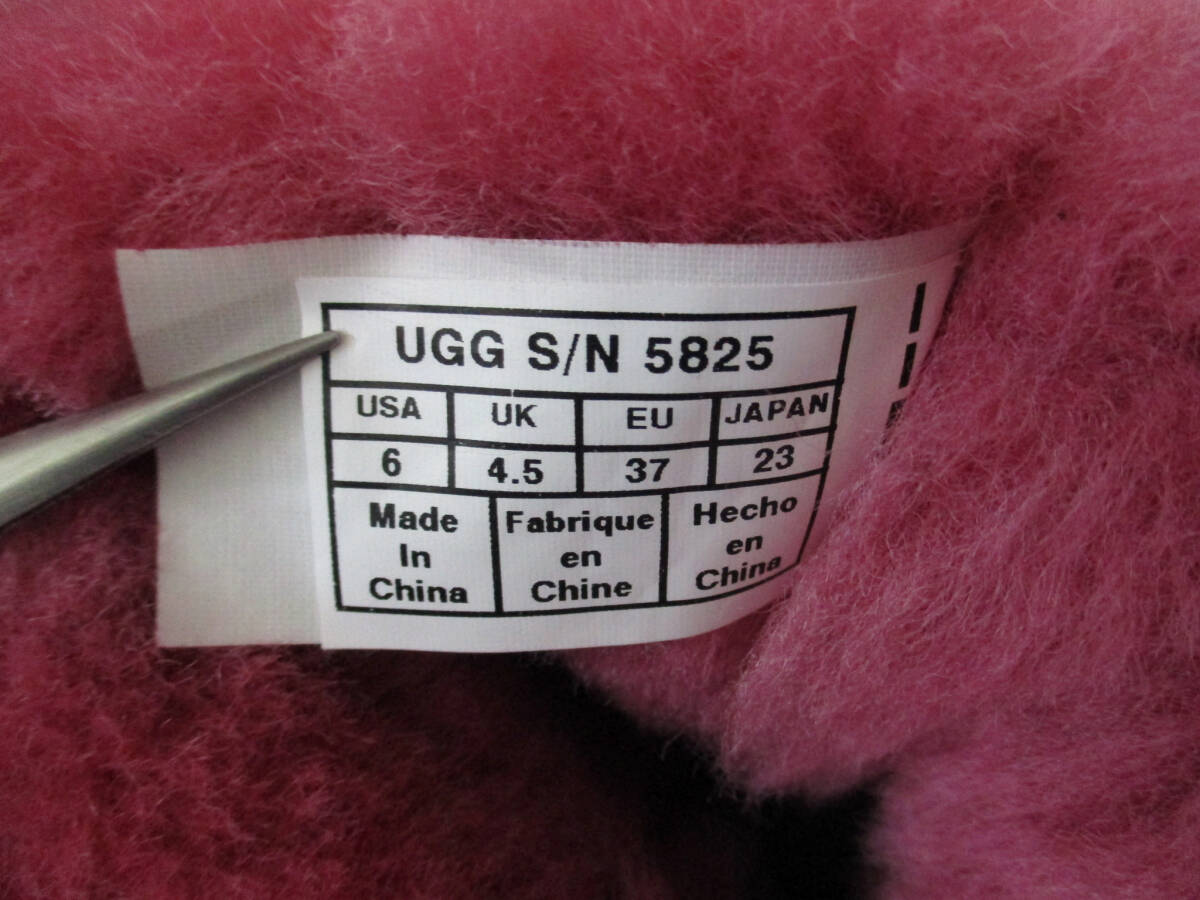 UGG S/N 5825
USA UK EU JAPAN
6 4.5 37 23
Made
In
China
Fabrique
en
Chine
Hecho
en
China